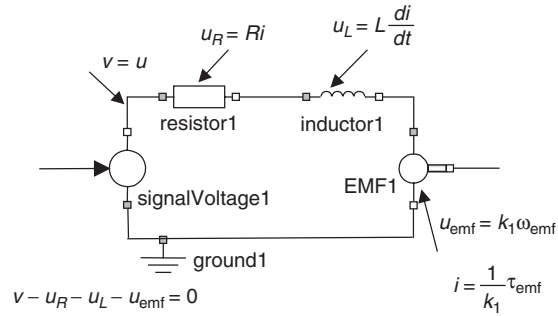 u_R = Ri
u_L = L di/dt
v = u
resistor1
inductor1
signalVoltage1
EMF1
u_emf = k_1ω_emf
ground1
i = 1/k_1 τ_emf
v − u_R − u_L − u_emf = 0